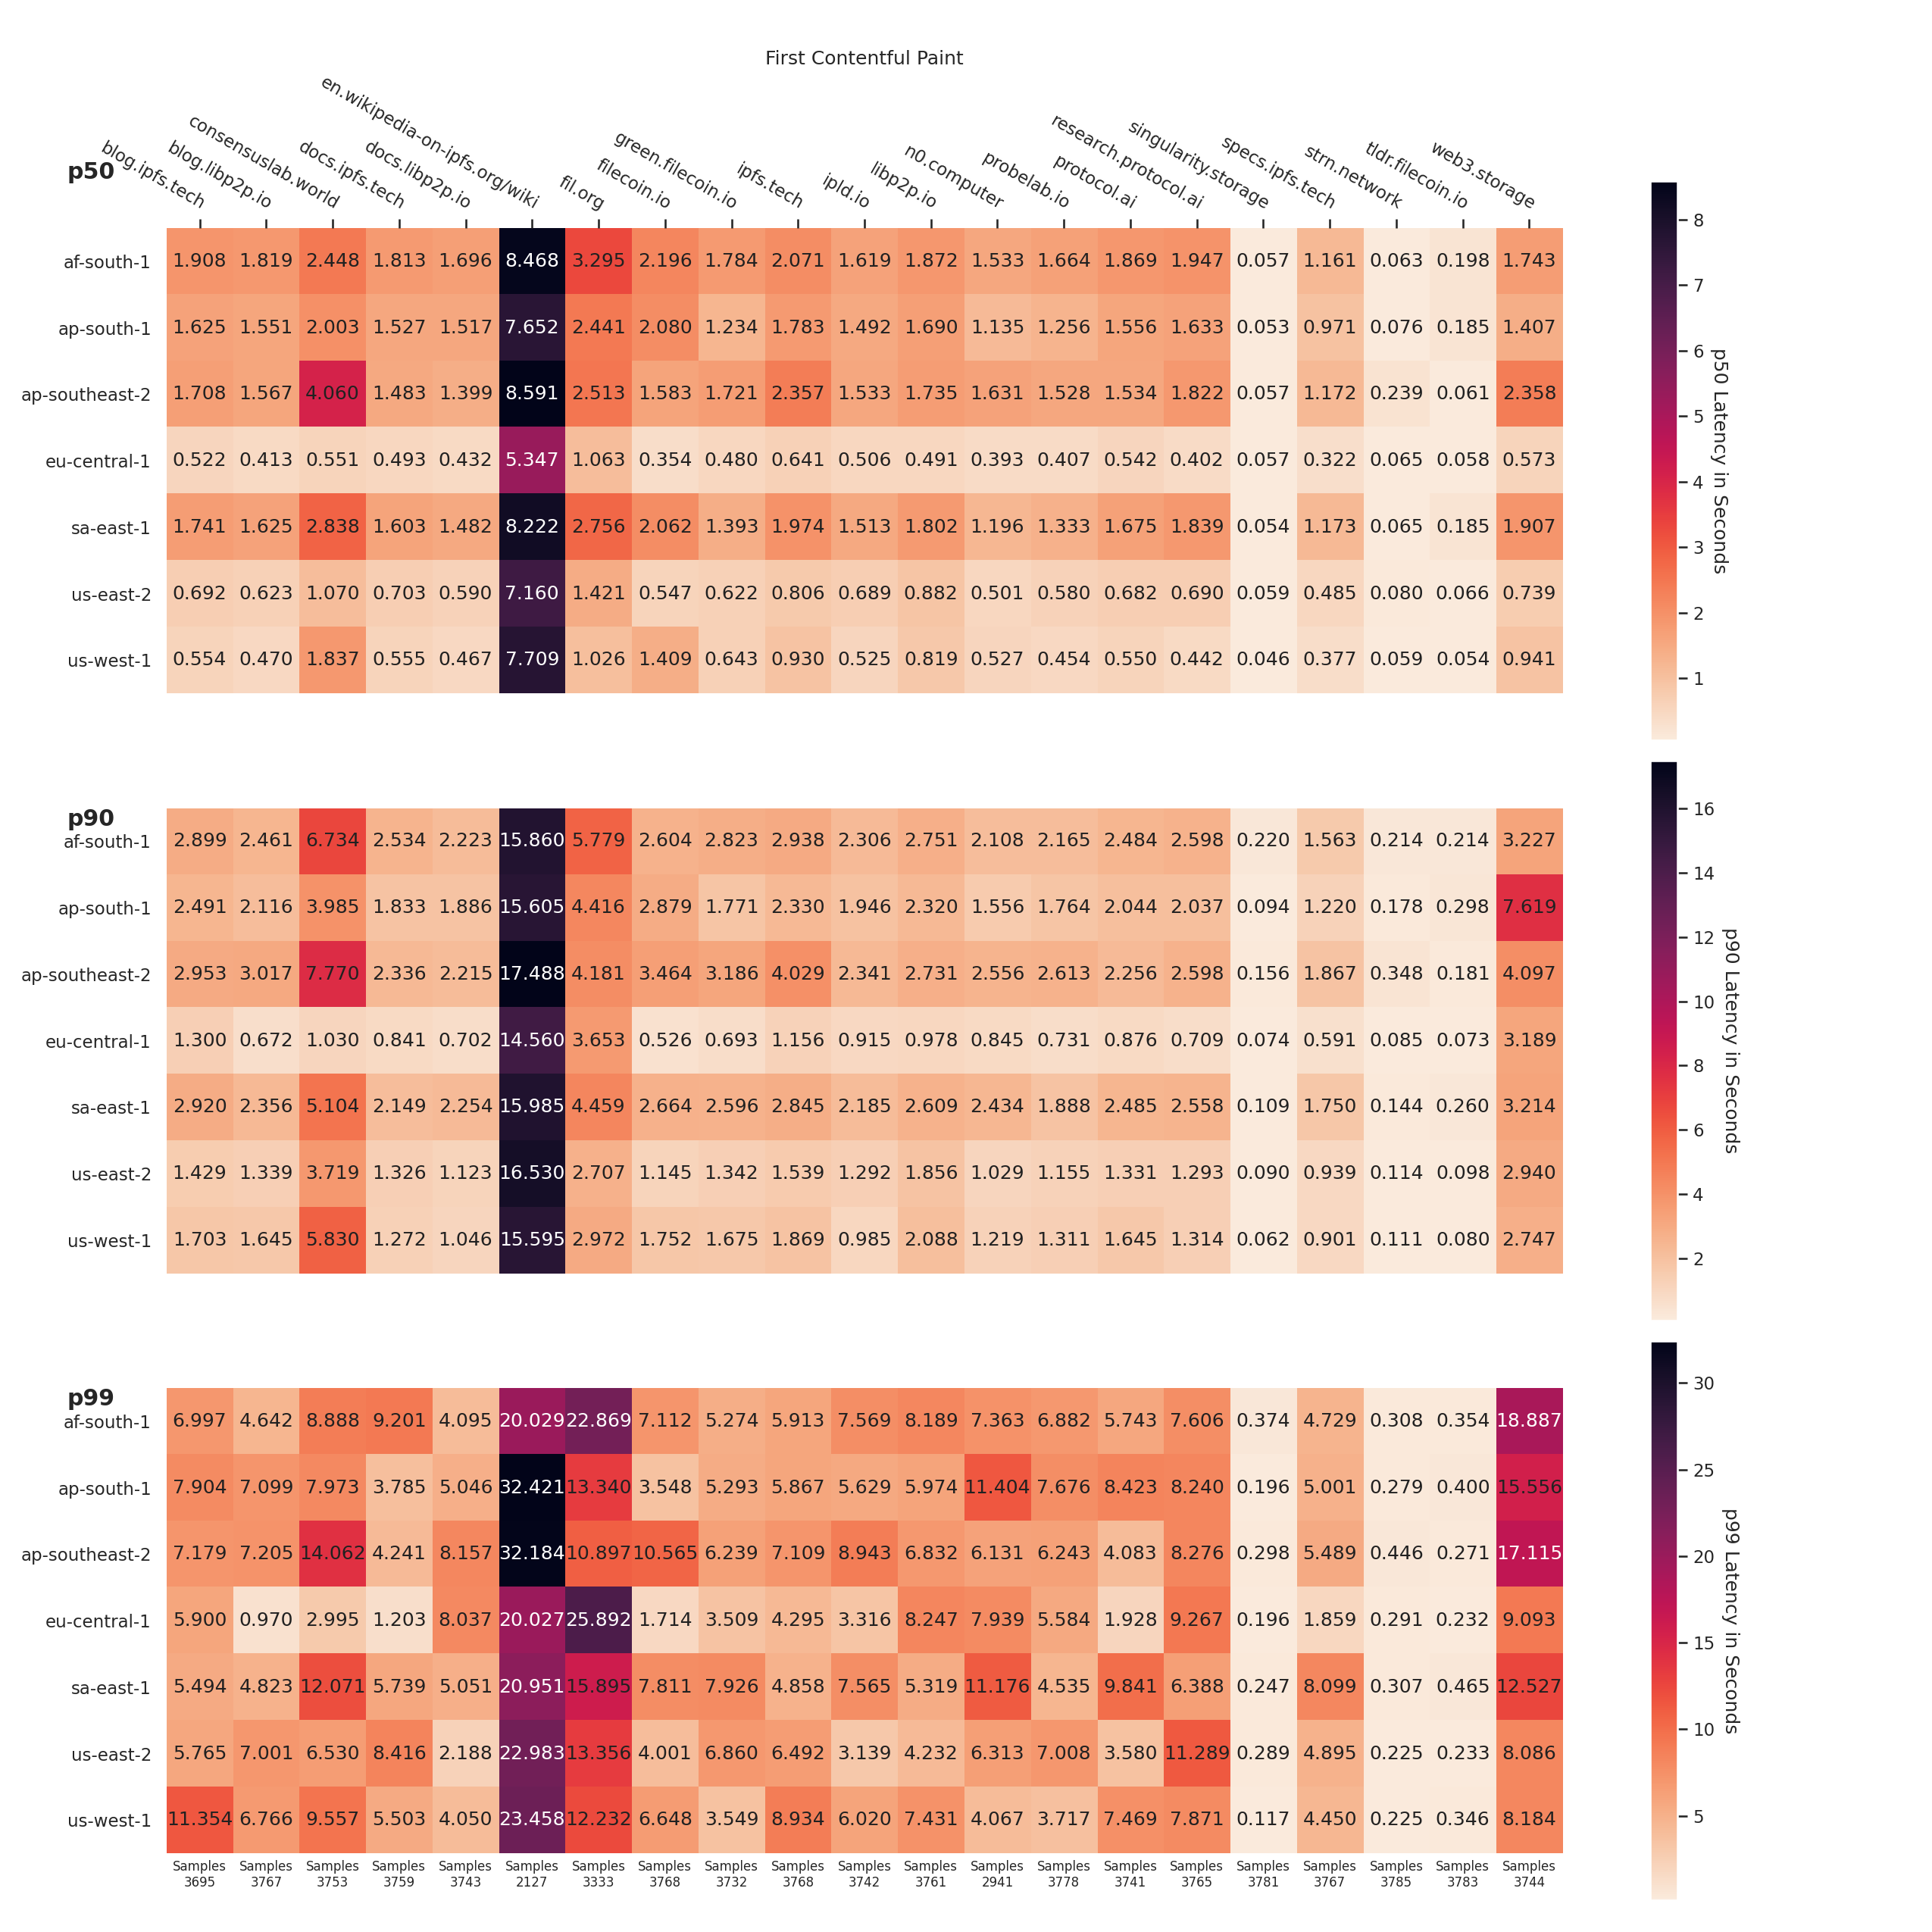 First Contentful Paint
p50
blog.ipfs.tech
blog.libp2p.io
consensuslab.world
docs.ipfs.tech
docs.libp2p.io
en.wikipedia-on-ipfs.org/wiki
fil.org
filecoin.io
green.filecoin.io
ipfs.tech
ipld.io
libp2p.io
n0.computer
probelab.io
protocol.ai
research.protocol.ai
singularity.storage
specs.ipfs.tech
strn.network
tldr.filecoin.io
web3.storage
af-south-1 1.908 1.819 2.448 1.813 1.696 8.468 3.295 2.196 1.784 2.071 1.619 1.872 1.533 1.664 1.869 1.947 0.057 1.161 0.063 0.198 1.743
ap-south-1 1.625 1.551 2.003 1.527 1.517 7.652 2.441 2.080 1.234 1.783 1.492 1.690 1.135 1.256 1.556 1.633 0.053 0.971 0.076 0.185 1.407
ap-southeast-2 1.708 1.567 4.060 1.483 1.399 8.591 2.513 1.583 1.721 2.357 1.533 1.735 1.631 1.528 1.534 1.822 0.057 1.172 0.239 0.061 2.358
eu-central-1 0.522 0.413 0.551 0.493 0.432 5.347 1.063 0.354 0.480 0.641 0.506 0.491 0.393 0.407 0.542 0.402 0.057 0.322 0.065 0.058 0.573
sa-east-1 1.741 1.625 2.838 1.603 1.482 8.222 2.756 2.062 1.393 1.974 1.513 1.802 1.196 1.333 1.675 1.839 0.054 1.173 0.065 0.185 1.907
us-east-2 0.692 0.623 1.070 0.703 0.590 7.160 1.421 0.547 0.622 0.806 0.689 0.882 0.501 0.580 0.682 0.690 0.059 0.485 0.080 0.066 0.739
us-west-1 0.554 0.470 1.837 0.555 0.467 7.709 1.026 1.409 0.643 0.930 0.525 0.819 0.527 0.454 0.550 0.442 0.046 0.377 0.059 0.054 0.941
8
7
6
5
4
3
2
1
p50 Latency in Seconds
p90
af-south-1 2.899 2.461 6.734 2.534 2.223 15.860 5.779 2.604 2.823 2.938 2.306 2.751 2.108 2.165 2.484 2.598 0.220 1.563 0.214 0.214 3.227
ap-south-1 2.491 2.116 3.985 1.833 1.886 15.605 4.416 2.879 1.771 2.330 1.946 2.320 1.556 1.764 2.044 2.037 0.094 1.220 0.178 0.298 7.619
ap-southeast-2 2.953 3.017 7.770 2.336 2.215 17.488 4.181 3.464 3.186 4.029 2.341 2.731 2.556 2.613 2.256 2.598 0.156 1.867 0.348 0.181 4.097
eu-central-1 1.300 0.672 1.030 0.841 0.702 14.560 3.653 0.526 0.693 1.156 0.915 0.978 0.845 0.731 0.876 0.709 0.074 0.591 0.085 0.073 3.189
sa-east-1 2.920 2.356 5.104 2.149 2.254 15.985 4.459 2.664 2.596 2.845 2.185 2.609 2.434 1.888 2.485 2.558 0.109 1.750 0.144 0.260 3.214
us-east-2 1.429 1.339 3.719 1.326 1.123 16.530 2.707 1.145 1.342 1.539 1.292 1.856 1.029 1.155 1.331 1.293 0.090 0.939 0.114 0.098 2.940
us-west-1 1.703 1.645 5.830 1.272 1.046 15.595 2.972 1.752 1.675 1.869 0.985 2.088 1.219 1.311 1.645 1.314 0.062 0.901 0.111 0.080 2.747
16
14
12
10
8
6
4
2
p90 Latency in Seconds
p99
af-south-1 6.997 4.642 8.888 9.201 4.095 20.029 22.869 7.112 5.274 5.913 7.569 8.189 7.363 6.882 5.743 7.606 0.374 4.729 0.308 0.354 18.887
ap-south-1 7.904 7.099 7.973 3.785 5.046 32.421 13.340 3.548 5.293 5.867 5.629 5.974 11.404 7.676 8.423 8.240 0.196 5.001 0.279 0.400 15.556
ap-southeast-2 7.179 7.205 14.062 4.241 8.157 32.184 10.897 10.565 6.239 7.109 8.943 6.832 6.131 6.243 4.083 8.276 0.298 5.489 0.446 0.271 17.115
eu-central-1 5.900 0.970 2.995 1.203 8.037 20.027 25.892 1.714 3.509 4.295 3.316 8.247 7.939 5.584 1.928 9.267 0.196 1.859 0.291 0.232 9.093
sa-east-1 5.494 4.823 12.071 5.739 5.051 20.951 15.895 7.811 7.926 4.858 7.565 5.319 11.176 4.535 9.841 6.388 0.247 8.099 0.307 0.465 12.527
us-east-2 5.765 7.001 6.530 8.416 2.188 22.983 13.356 4.001 6.860 6.492 3.139 4.232 6.313 7.008 3.580 11.289 0.289 4.895 0.225 0.233 8.086
us-west-1 11.354 6.766 9.557 5.503 4.050 23.458 12.232 6.648 3.549 8.934 6.020 7.431 4.067 3.717 7.469 7.871 0.117 4.450 0.225 0.346 8.184
Samples Samples Samples Samples Samples Samples Samples Samples Samples Samples Samples Samples Samples Samples Samples Samples Samples Samples Samples Samples Samples
3695 3767 3753 3759 3743 2127 3333 3768 3732 3768 3742 3761 2941 3778 3741 3765 3781 3767 3785 3783 3744
30
25
20
15
10
5
p99 Latency in Seconds